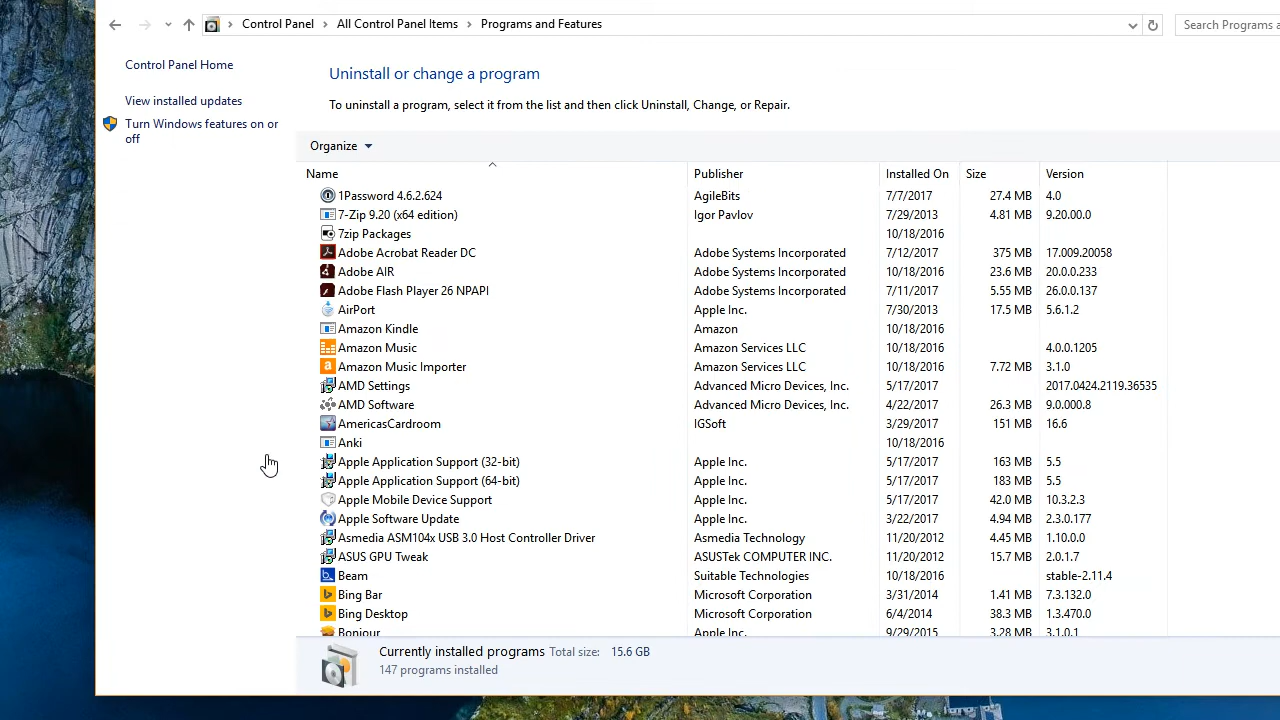 Control Panel > All Control Panel Items > Programs and Features
Search Programs a
Control Panel Home
View installed updates
Turn Windows features on or
off
Uninstall or change a program
To uninstall a program, select it from the list and then click Uninstall, Change, or Repair.
Organize
Name Publisher Installed On Size Version
1Password 4.6.2.624 AgileBits 7/7/2017 27.4 MB 4.0
7-Zip 9.20 (x64 edition) Igor Pavlov 7/29/2013 4.81 MB 9.20.00.0
7zip Packages 10/18/2016
Adobe Acrobat Reader DC Adobe Systems Incorporated 7/12/2017 375 MB 17.009.20058
Adobe AIR Adobe Systems Incorporated 10/18/2016 23.6 MB 20.0.0.233
Adobe Flash Player 26 NPAPI Adobe Systems Incorporated 7/11/2017 5.55 MB 26.0.0.137
AirPort Apple Inc. 7/30/2013 17.5 MB 5.6.1.2
Amazon Kindle Amazon 10/18/2016
Amazon Music Amazon Services LLC 10/18/2016 4.0.0.1205
Amazon Music Importer Amazon Services LLC 10/18/2016 7.72 MB 3.1.0
AMD Settings Advanced Micro Devices, Inc. 5/17/2017 2017.0424.2119.36535
AMD Software Advanced Micro Devices, Inc. 4/22/2017 26.3 MB 9.0.000.8
AmericasCardroom IGSoft 3/29/2017 151 MB 16.6
Anki 10/18/2016
Apple Application Support (32-bit) Apple Inc. 5/17/2017 163 MB 5.5
Apple Application Support (64-bit) Apple Inc. 5/17/2017 183 MB 5.5
Apple Mobile Device Support Apple Inc. 5/17/2017 42.0 MB 10.3.2.3
Apple Software Update Apple Inc. 3/22/2017 4.94 MB 2.3.0.177
Asmedia ASM104x USB 3.0 Host Controller Driver Asmedia Technology 11/20/2012 4.45 MB 1.10.0.0
ASUS GPU Tweak ASUSTek COMPUTER INC. 11/20/2012 15.7 MB 2.0.1.7
Beam Suitable Technologies 10/18/2016 stable-2.11.4
Bing Bar Microsoft Corporation 3/31/2014 1.41 MB 7.3.132.0
Bing Desktop Microsoft Corporation 6/4/2014 38.3 MB 1.3.470.0
Bonjour Apple Inc. 9/29/2015 3.28 MB 3.1.0.1
Currently installed programs Total size: 15.6 GB
147 programs installed